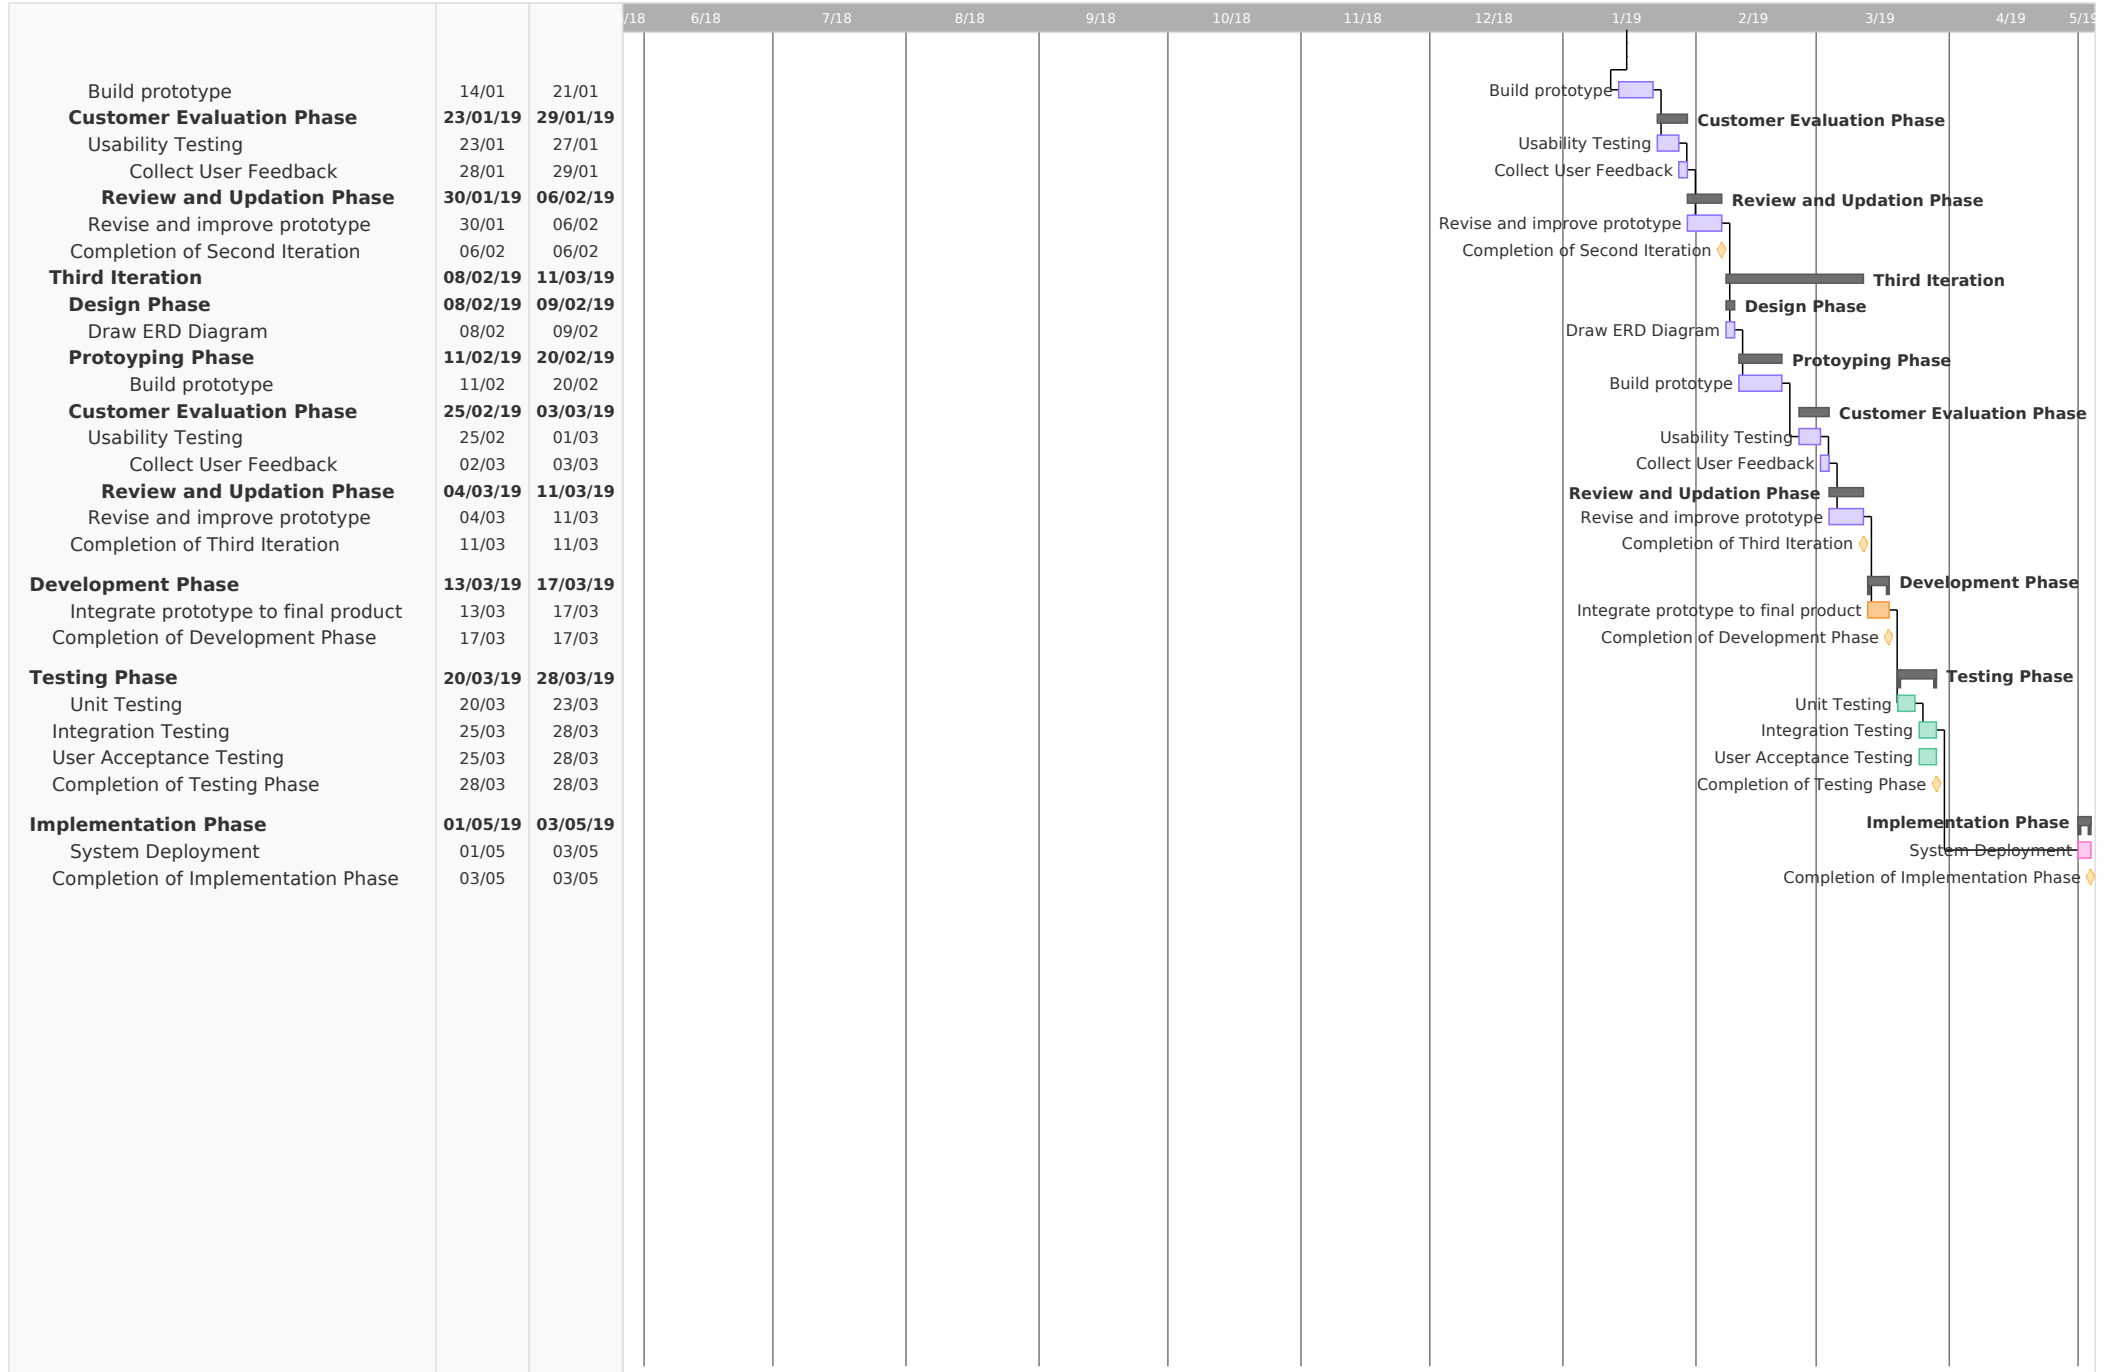 /18 6/18 7/18 8/18 9/18 10/18 11/18 12/18 1/19 2/19 3/19 4/19 5/19
Build prototype 14/01 21/01 Build prototype
Customer Evaluation Phase 23/01/19 29/01/19 Customer Evaluation Phase
Usability Testing 23/01 27/01 Usability Testing
Collect User Feedback 28/01 29/01 Collect User Feedback
Review and Updation Phase 30/01/19 06/02/19 Review and Updation Phase
Revise and improve prototype 30/01 06/02 Revise and improve prototype
Completion of Second Iteration 06/02 06/02 Completion of Second Iteration
Third Iteration 08/02/19 11/03/19 Third Iteration
Design Phase 08/02/19 09/02/19 Design Phase
Draw ERD Diagram 08/02 09/02 Draw ERD Diagram
Protoyping Phase 11/02/19 20/02/19 Protoyping Phase
Build prototype 11/02 20/02 Build prototype
Customer Evaluation Phase 25/02/19 03/03/19 Customer Evaluation Phase
Usability Testing 25/02 01/03 Usability Testing
Collect User Feedback 02/03 03/03 Collect User Feedback
Review and Updation Phase 04/03/19 11/03/19 Review and Updation Phase
Revise and improve prototype 04/03 11/03 Revise and improve prototype
Completion of Third Iteration 11/03 11/03 Completion of Third Iteration
Development Phase 13/03/19 17/03/19 Development Phase
Integrate prototype to final product 13/03 17/03 Integrate prototype to final product
Completion of Development Phase 17/03 17/03 Completion of Development Phase
Testing Phase 20/03/19 28/03/19 Testing Phase
Unit Testing 20/03 23/03 Unit Testing
Integration Testing 25/03 28/03 Integration Testing
User Acceptance Testing 25/03 28/03 User Acceptance Testing
Completion of Testing Phase 28/03 28/03 Completion of Testing Phase
Implementation Phase 01/05/19 03/05/19 Implementation Phase
System Deployment 01/05 03/05 System Deployment
Completion of Implementation Phase 03/05 03/05 Completion of Implementation Phase